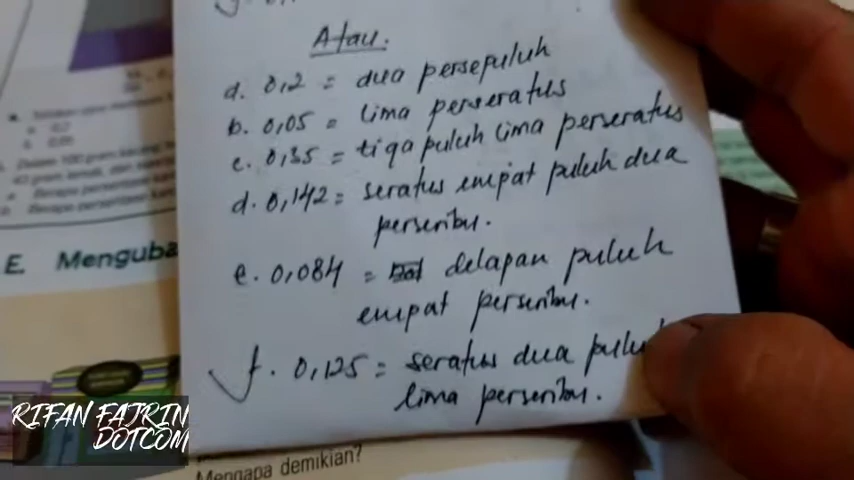 Atau.
d. 0,2 = dua persepuluh
b. 0,05 = lima perseratus
c. 0,35 = tiga puluh lima perseratus
d. 0,142 = seratus empat puluh dua
perseribu.
e. 0,084 = delapan puluh
empat perseribu.
f. 0,125 = seratus dua puluh
lima perseribu.
E. Menguba
RIFAN FAJRIN
DOTCOM
Mengapa demikian?